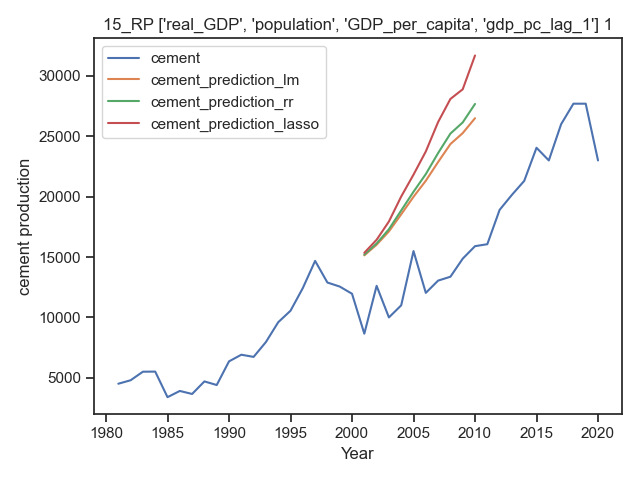 15_RP ['real_GDP', 'population', 'GDP_per_capita', 'gdp_pc_lag_1'] 1
cement
cement_prediction_lm
cement_prediction_rr
cement_prediction_lasso
30000
25000
20000
15000
10000
5000
cement production
1980 1985 1990 1995 2000 2005 2010 2015 2020
Year